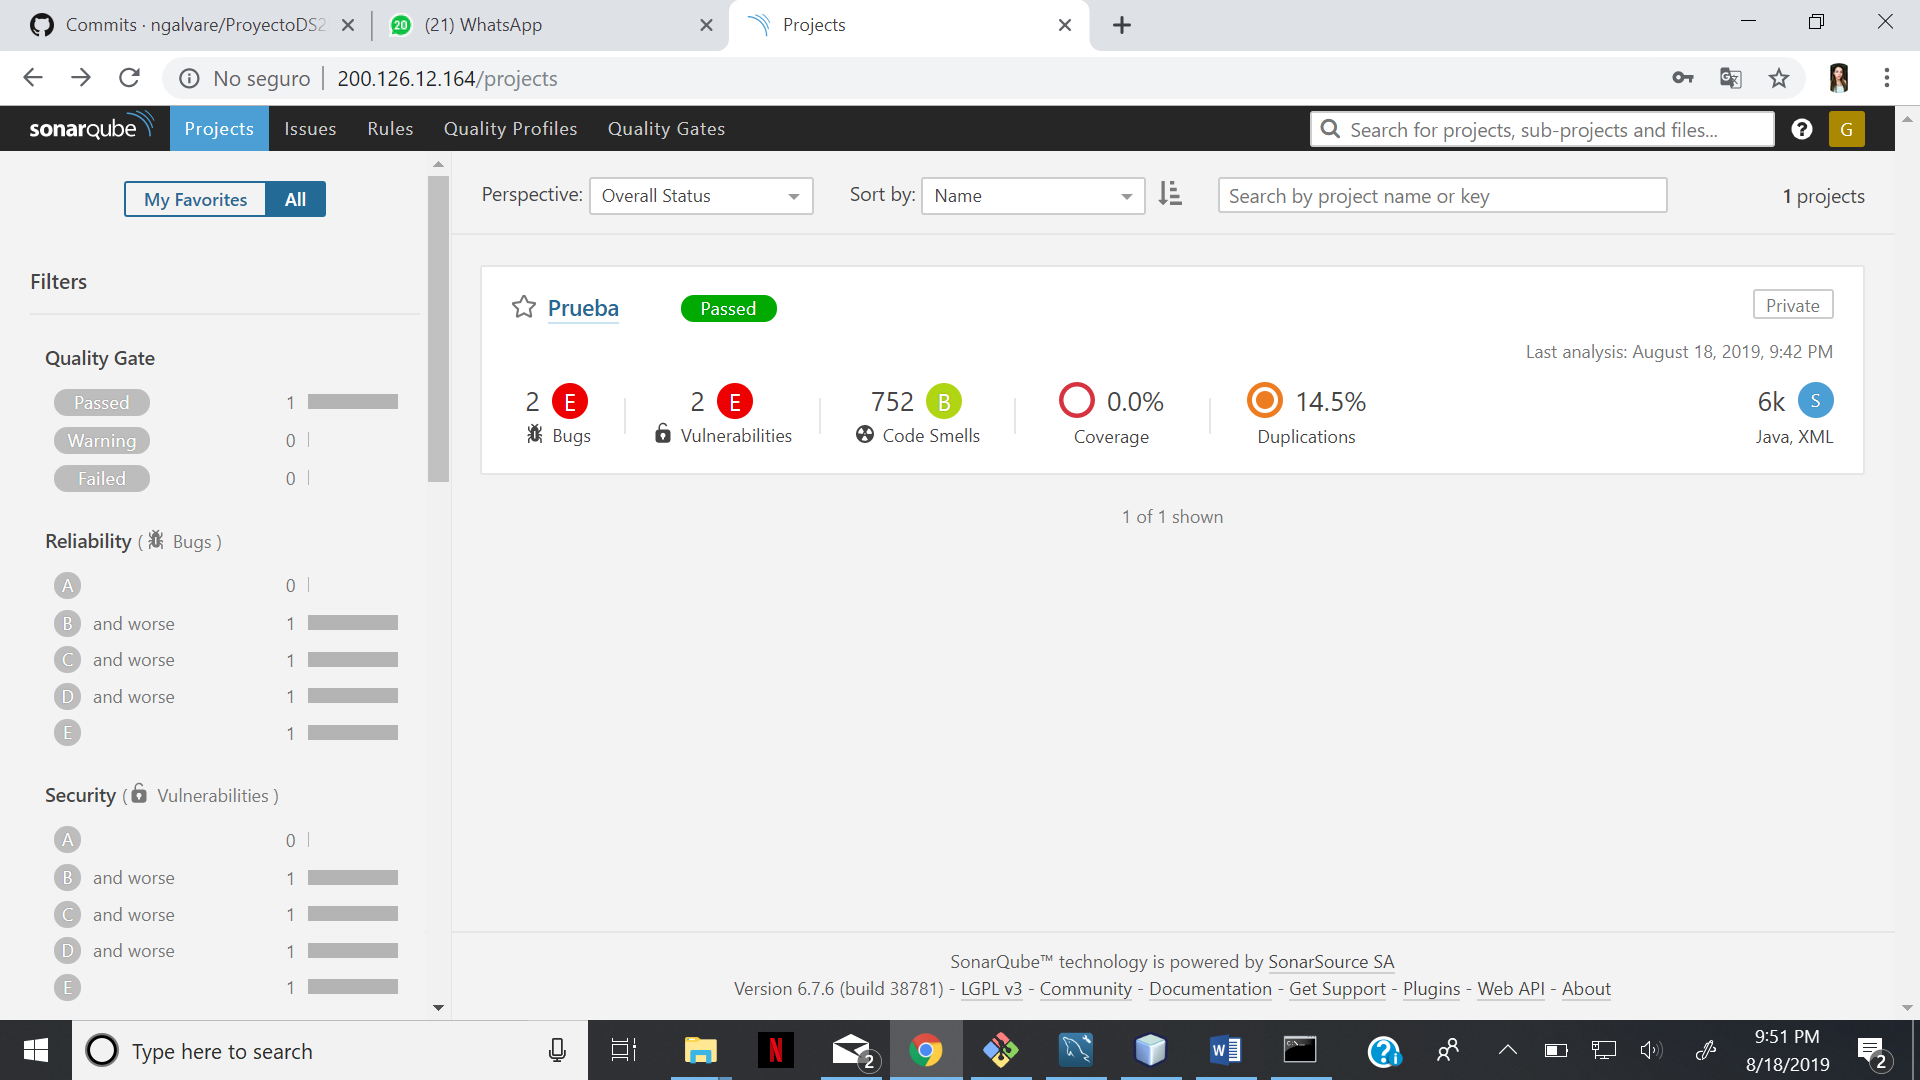 Commits · ngalvare/ProyectoDS2
20
(21) WhatsApp
Projects
No seguro
200.126.12.164/projects
sonarqube
Projects
Issues
Rules
Quality Profiles
Quality Gates
Search for projects, sub-projects and files...
?
G
My Favorites
All
Perspective:
Overall Status
Sort by:
Name
Search by project name or key
1 projects
Filters
Quality Gate
Passed
1
Warning
0
Failed
0
Reliability ( Bugs )
A
0
B and worse
1
C and worse
1
D and worse
1
E
1
Security ( Vulnerabilities )
A
0
B and worse
1
C and worse
1
D and worse
1
E
1
Prueba
Passed
Private
Last analysis: August 18, 2019, 9:42 PM
2 E
Bugs
2 E
Vulnerabilities
752 B
Code Smells
0.0%
Coverage
14.5%
Duplications
6k S
Java, XML
1 of 1 shown
SonarQube™ technology is powered by SonarSource SA
Version 6.7.6 (build 38781) - LGPL v3 - Community - Documentation - Get Support - Plugins - Web API - About
Type here to search
N
2
W
?
9:51 PM
8/18/2019
2